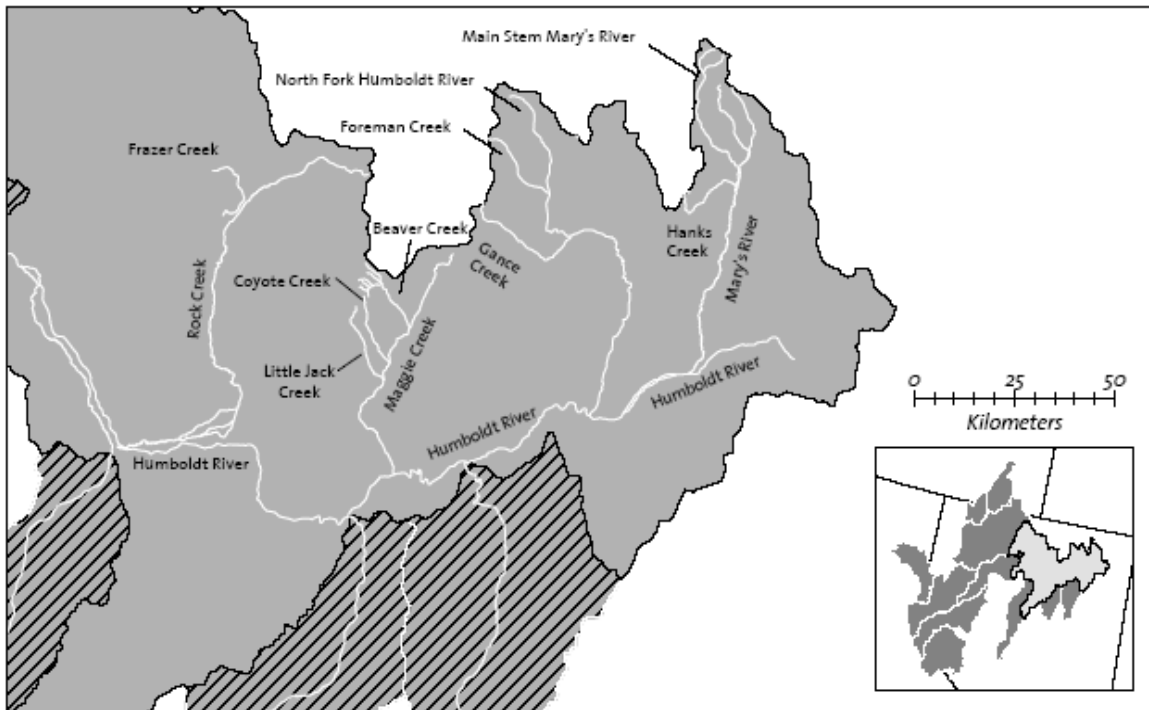 Main Stem Mary's River
North Fork Humboldt River
Foreman Creek
Frazer Creek
Beaver Creek
Hanks
Creek
Gance
Creek
Mary's River
Coyote Creek
Rock Creek
Little Jack
Creek
Maggie Creek
Humboldt River
Humboldt River
Humboldt River
0 25 50
Kilometers